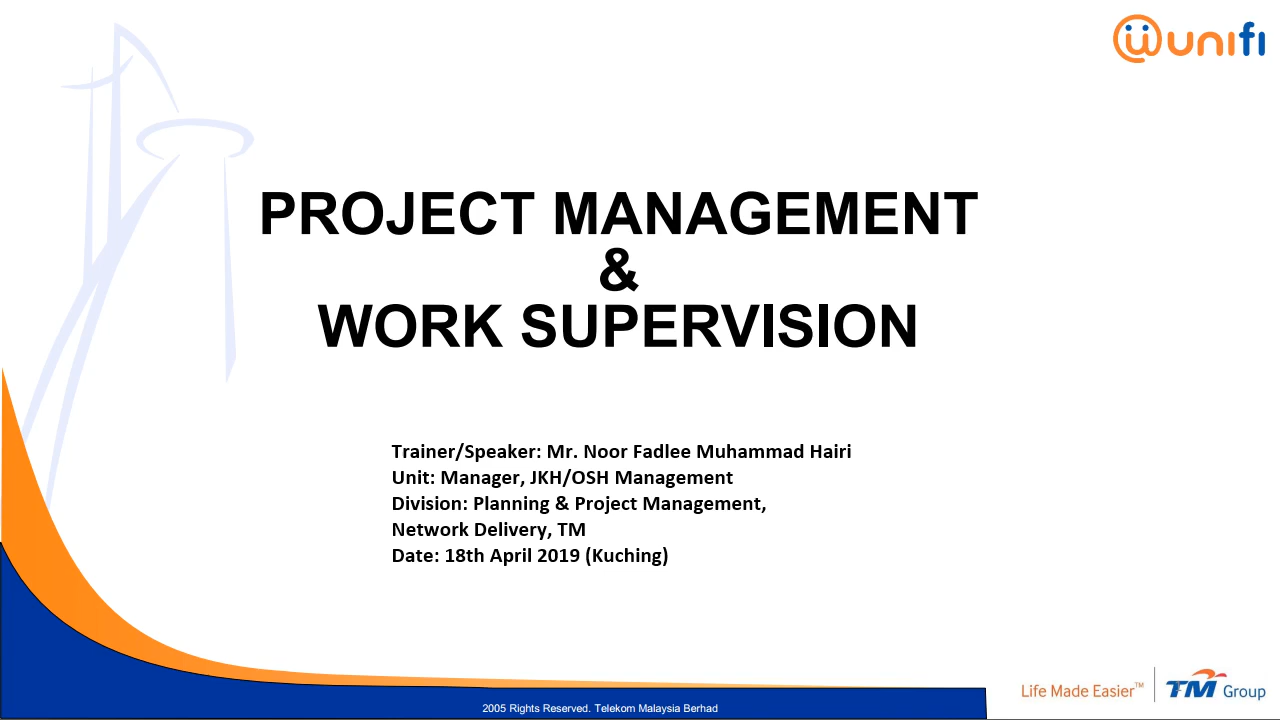 unifi
PROJECT MANAGEMENT
&
WORK SUPERVISION
Trainer/Speaker: Mr. Noor Fadlee Muhammad Hairi
Unit: Manager, JKH/OSH Management
Division: Planning & Project Management,
Network Delivery, TM
Date: 18th April 2019 (Kuching)
Life Made Easier™
TM Group
2005 Rights Reserved. Telekom Malaysia Berhad